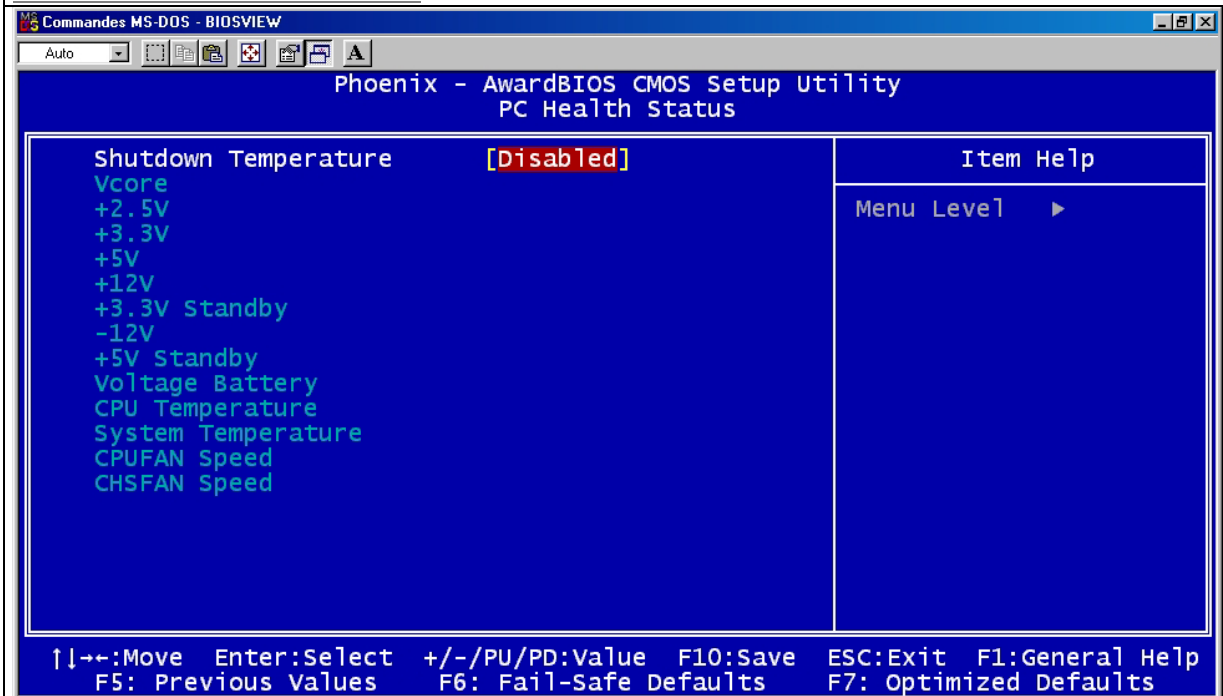 Commandes MS-DOS - BIOSVIEW
Auto
A
Phoenix - AwardBIOS CMOS Setup Utility
PC Health Status
Shutdown Temperature [Disabled]
Vcore
+2.5V
+3.3V
+5V
+12V
+3.3V Standby
-12V
+5V Standby
Voltage Battery
CPU Temperature
System Temperature
CPUFAN Speed
CHSFAN Speed
Item Help
Menu Level ►
↑↓→←:Move Enter:Select +/-/PU/PD:Value F10:Save ESC:Exit F1:General Help
F5: Previous Values F6: Fail-Safe Defaults F7: Optimized Defaults